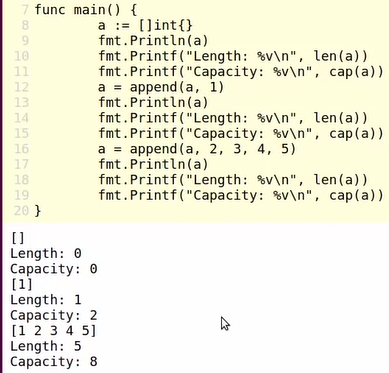 7 func main() {
8 a := []int{}
9 fmt.Println(a)
10 fmt.Printf("Length: %v\n", len(a))
11 fmt.Printf("Capacity: %v\n", cap(a))
12 a = append(a, 1)
13 fmt.Println(a)
14 fmt.Printf("Length: %v\n", len(a))
15 fmt.Printf("Capacity: %v\n", cap(a))
16 a = append(a, 2, 3, 4, 5)
17 fmt.Println(a)
18 fmt.Printf("Length: %v\n", len(a))
19 fmt.Printf("Capacity: %v\n", cap(a))
20 }
[]
Length: 0
Capacity: 0
[1]
Length: 1
Capacity: 2
[1 2 3 4 5]
Length: 5
Capacity: 8